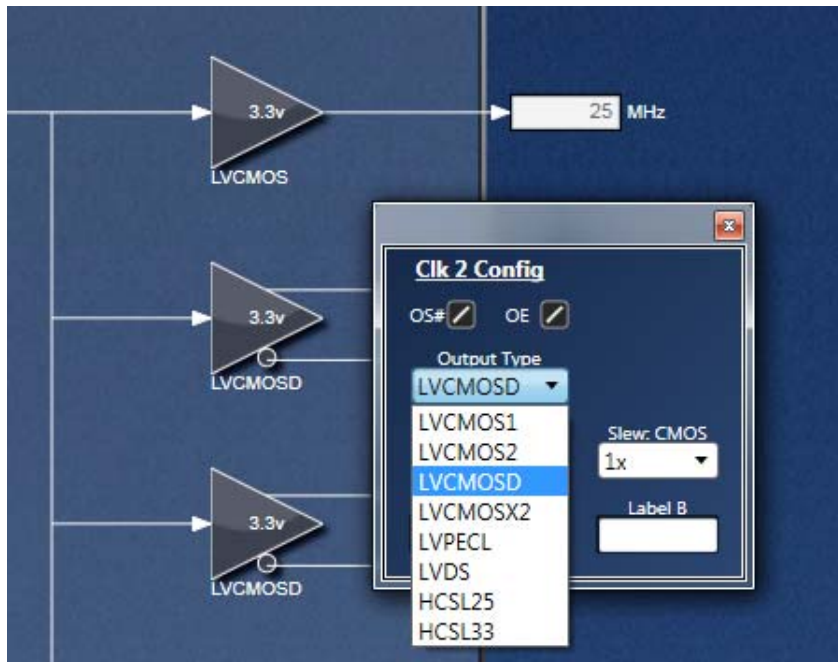 3.3v
25 MHz
LVCMOS
3.3v
LVCMOSD
3.3v
LVCMOSD
x
Clk 2 Config
OS# OE
Output Type
LVCMOSD
LVCMOS1
LVCMOS2
LVCMOSD
LVCMOSX2
LVPECL
LVDS
HCSL25
HCSL33
Slew: CMOS
1x
Label B